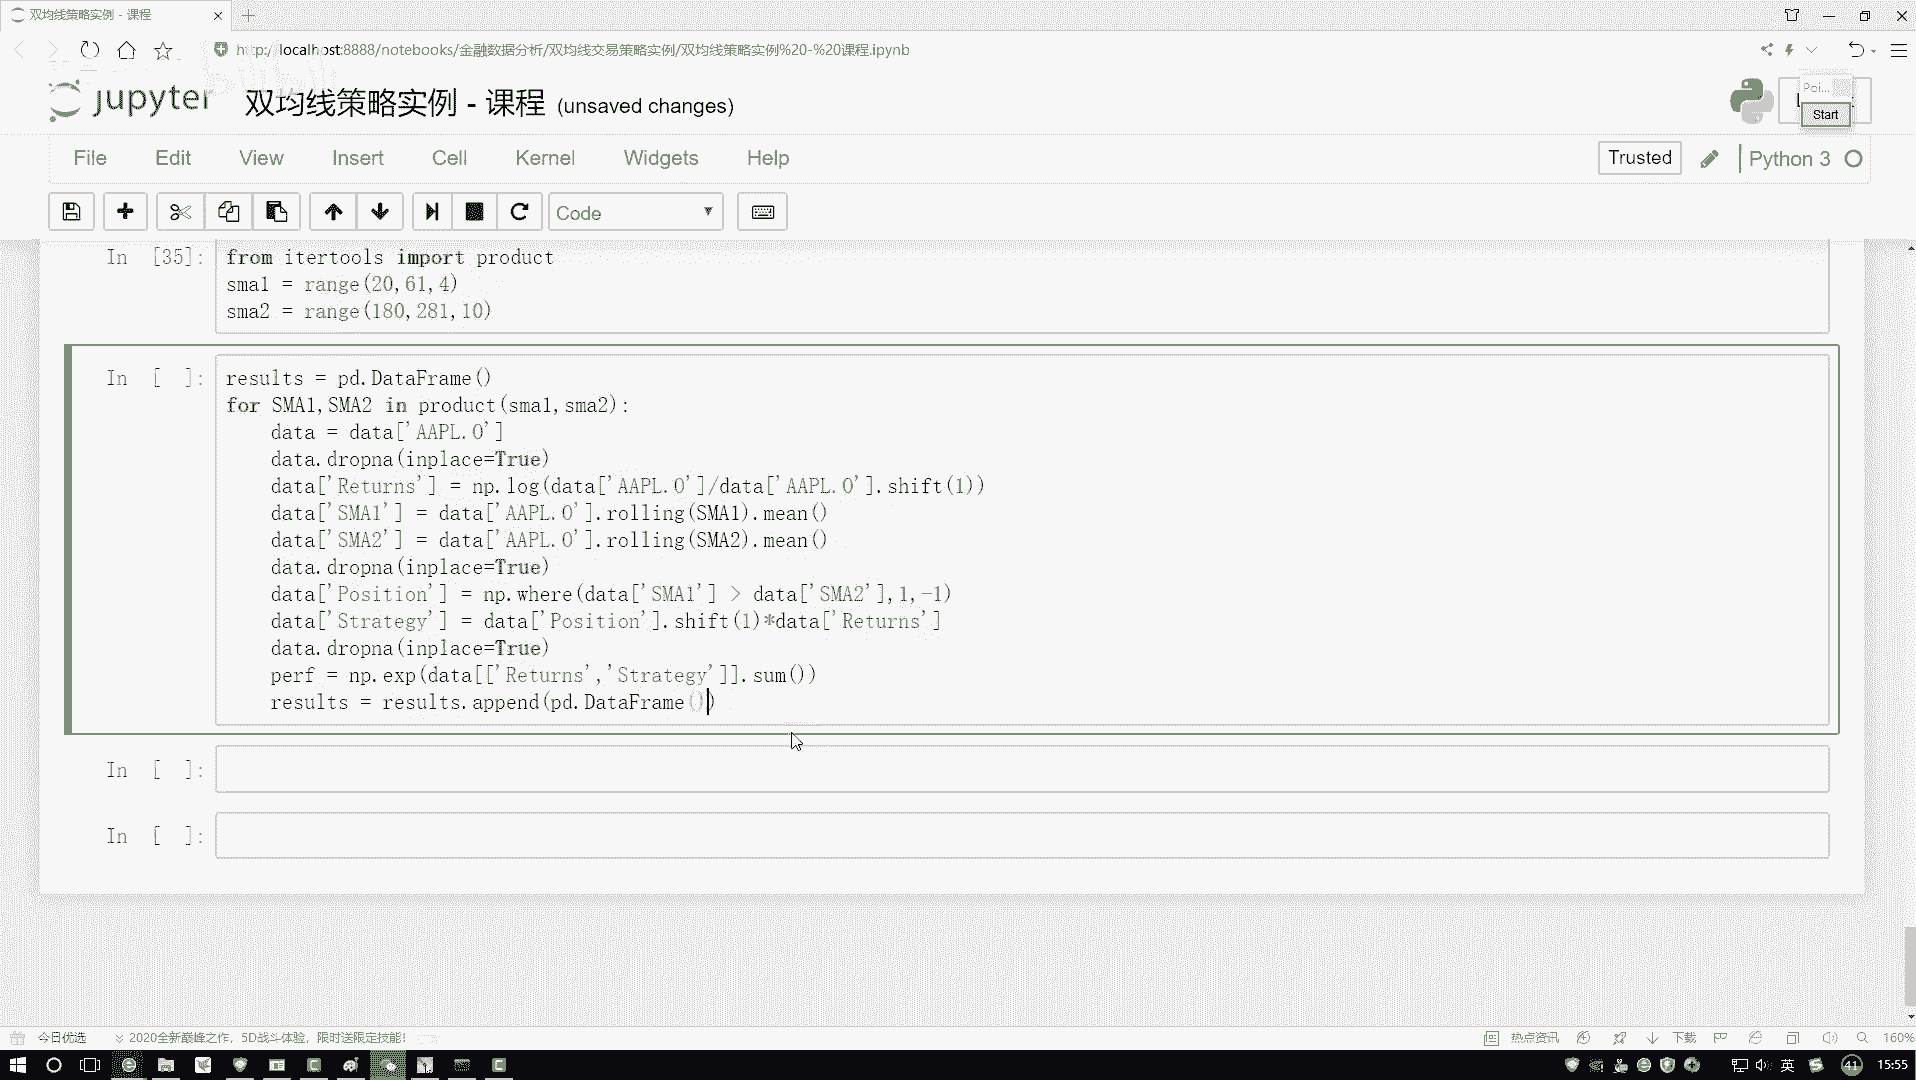 双均线策略实例 - 课程
http://localhost:8888/notebooks/金融数据分析/双均线交易策略实例/双均线策略实例%20-%20课程.ipynb
jupyter 双均线策略实例 - 课程 (unsaved changes)
Poi...
Start
File Edit View Insert Cell Kernel Widgets Help
Trusted
Python 3
Code
In [35]:
from itertools import product
sma1 = range(20,61,4)
sma2 = range(180,281,10)
In [ ]:
results = pd.DataFrame()
for SMA1,SMA2 in product(sma1,sma2):
    data = data['AAPL.O']
    data.dropna(inplace=True)
    data['Returns'] = np.log(data['AAPL.O']/data['AAPL.O'].shift(1))
    data['SMA1'] = data['AAPL.O'].rolling(SMA1).mean()
    data['SMA2'] = data['AAPL.O'].rolling(SMA2).mean()
    data.dropna(inplace=True)
    data['Position'] = np.where(data['SMA1'] > data['SMA2'],1,-1)
    data['Strategy'] = data['Position'].shift(1)*data['Returns']
    data.dropna(inplace=True)
    perf = np.exp(data[['Returns','Strategy']].sum())
    results = results.append(pd.DataFrame())
In [ ]:
In [ ]:
今日优选
2020全新巅峰之作，5D战斗体验，限时送限定技能！
热点资讯
下载
160%
英
41
15:55